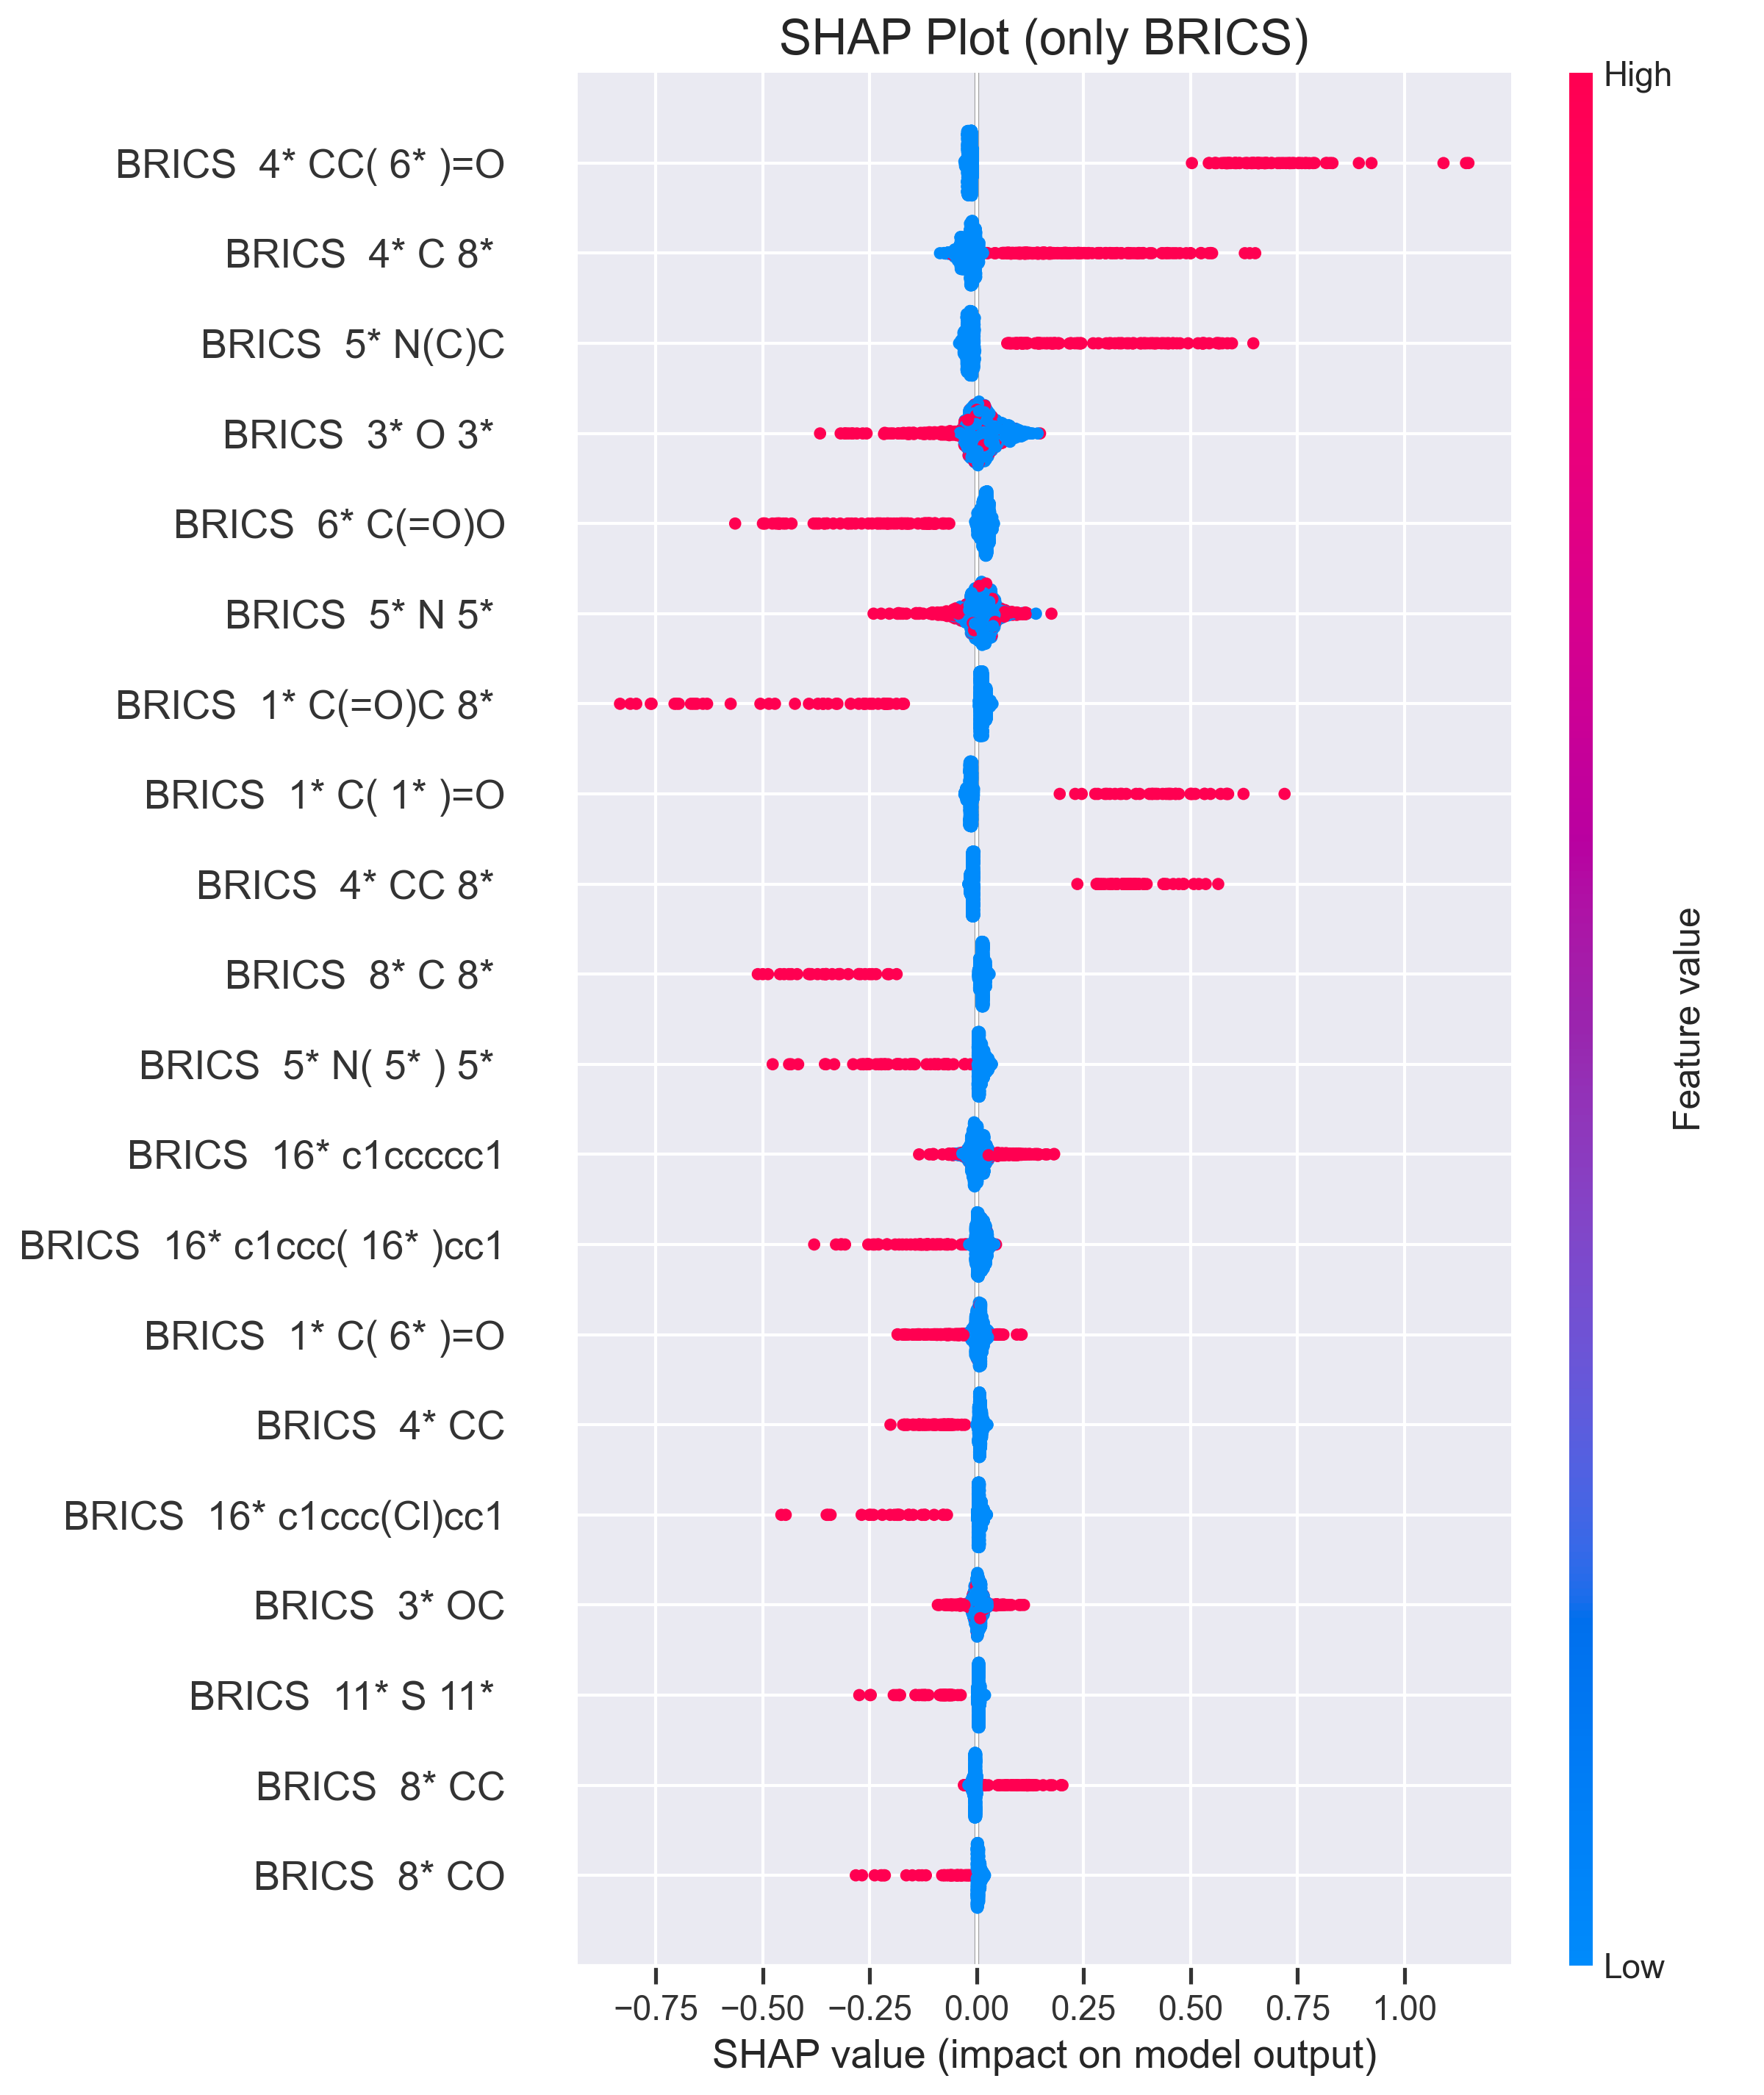 SHAP Plot (only BRICS)
High
BRICS 4* CC( 6* )=O
BRICS 4* C 8*
BRICS 5* N(C)C
BRICS 3* O 3*
BRICS 6* C(=O)O
BRICS 5* N 5*
BRICS 1* C(=O)C 8*
BRICS 1* C( 1* )=O
BRICS 4* CC 8*
BRICS 8* C 8*
BRICS 5* N( 5* ) 5*
BRICS 16* c1ccccc1
BRICS 16* c1ccc( 16* )cc1
BRICS 1* C( 6* )=O
BRICS 4* CC
BRICS 16* c1ccc(Cl)cc1
BRICS 3* OC
BRICS 11* S 11*
BRICS 8* CC
BRICS 8* CO
Feature value
Low
−0.75 −0.50 −0.25 0.00 0.25 0.50 0.75 1.00
SHAP value (impact on model output)